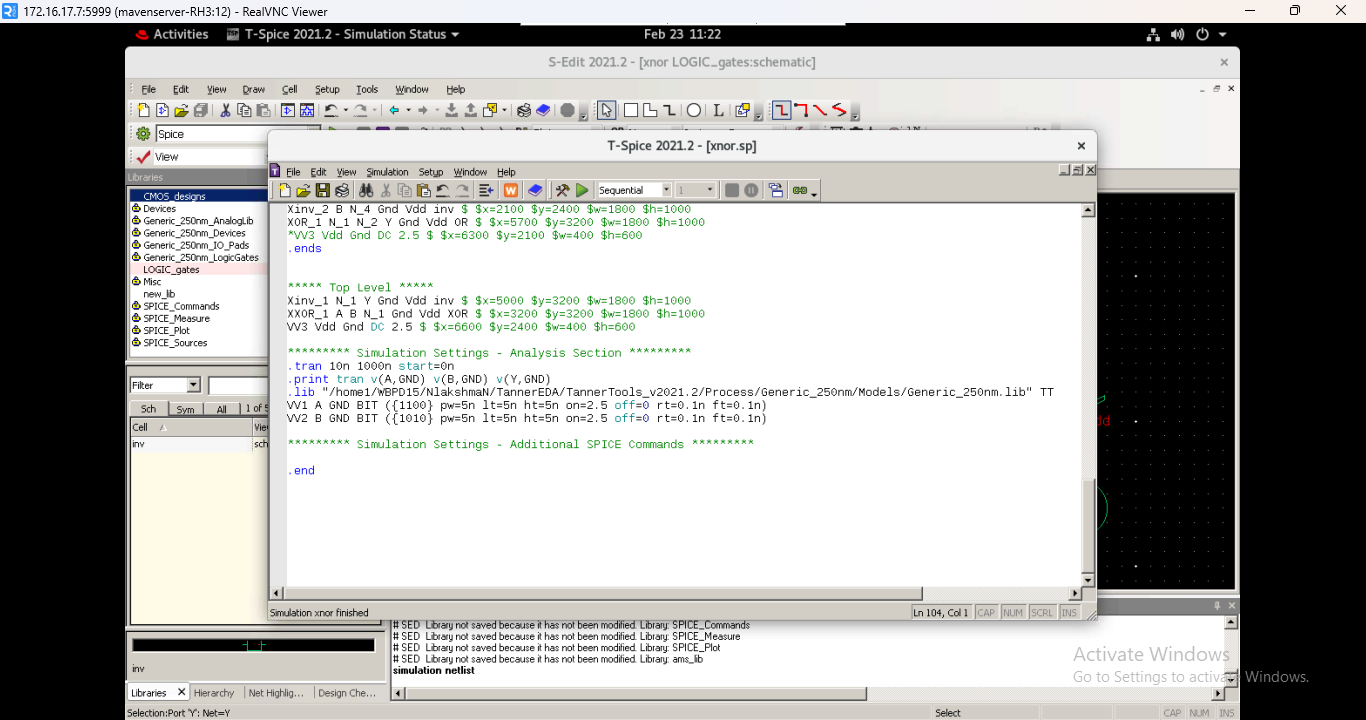 172.16.17.7:5999 (mavenserver-RH3:12) - RealVNC Viewer
Activities T-Spice 2021.2 - Simulation Status Feb 23 11:22
S-Edit 2021.2 - [xnor LOGIC_gates:schematic]
File Edit View Draw Cell Setup Tools Window Help
Spice
View
Libraries
CMOS_designs
Devices
Generic_250nm_AnalogLib
Generic_250nm_Devices
Generic_250nm_IO_Pads
Generic_250nm_LogicGates
LOGIC_gates
Misc
new_lib
SPICE_Commands
SPICE_Measure
SPICE_Plot
SPICE_Sources
Filter
Sch Sym All 1 of 5
Cell
inv sch
inv
Libraries Hierarchy Net Highlig... Design Che...
T-Spice 2021.2 - [xnor.sp]
File Edit View Simulation Setup Window Help
Sequential 1
Xinv_2 B N_4 Gnd Vdd inv $ $x=2100 $y=2400 $w=1800 $h=1000
XOR_1 N_1 N_2 Y Gnd Vdd OR $ $x=5700 $y=3200 $w=1800 $h=1000
*VV3 Vdd Gnd DC 2.5 $ $x=6300 $y=2100 $w=400 $h=600
.ends
***** Top Level *****
Xinv_1 N_1 Y Gnd Vdd inv $ $x=5000 $y=3200 $w=1800 $h=1000
XXOR_1 A B N_1 Gnd Vdd XOR $ $x=3200 $y=3200 $w=1800 $h=1000
VV3 Vdd Gnd DC 2.5 $ $x=6600 $y=2400 $w=400 $h=600
********* Simulation Settings - Analysis Section *********
.tran 10n 1000n start=0n
.print tran v(A,GND) v(B,GND) v(Y,GND)
.lib "/home1/WBPD15/NlakshmaN/TannerEDA/TannerTools_v2021.2/Process/Generic_250nm/Models/Generic_250nm.lib" TT
VV1 A GND BIT ({1100} pw=5n lt=5n ht=5n on=2.5 off=0 rt=0.1n ft=0.1n)
VV2 B GND BIT ({1010} pw=5n lt=5n ht=5n on=2.5 off=0 rt=0.1n ft=0.1n)
********* Simulation Settings - Additional SPICE Commands *********
.end
Simulation xnor finished Ln 104, Col 1 CAP NUM SCRL INS
# SED Library not saved because it has not been modified. Library: SPICE_Commands
# SED Library not saved because it has not been modified. Library: SPICE_Measure
# SED Library not saved because it has not been modified. Library: SPICE_Plot
# SED Library not saved because it has not been modified. Library: ams_lib
simulation netlist
Activate Windows
Go to Settings to activate Windows.
Selection:Port 'Y': Net=Y Select CAP NUM INS